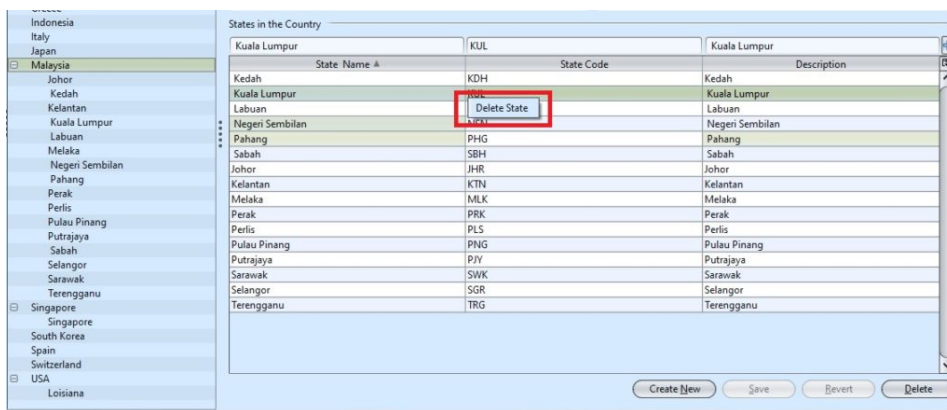 Indonesia
Italy
Japan
Malaysia
Johor
Kedah
Kelantan
Kuala Lumpur
Labuan
Melaka
Negeri Sembilan
Pahang
Perak
Perlis
Pulau Pinang
Putrajaya
Sabah
Selangor
Sarawak
Terengganu
Singapore
Singapore
South Korea
Spain
Switzerland
USA
Loisiana
States in the Country
Kuala Lumpur KUL Kuala Lumpur
State Name State Code Description
Kedah KDH Kedah
Kuala Lumpur KUL Kuala Lumpur
Labuan Delete State Labuan
Negeri Sembilan NSN Negeri Sembilan
Pahang PHG Pahang
Sabah SBH Sabah
Johor JHR Johor
Kelantan KTN Kelantan
Melaka MLK Melaka
Perak PRK Perak
Perlis PLS Perlis
Pulau Pinang PNG Pulau Pinang
Putrajaya PJY Putrajaya
Sarawak SWK Sarawak
Selangor SGR Selangor
Terengganu TRG Terengganu
Create New Save Revert Delete